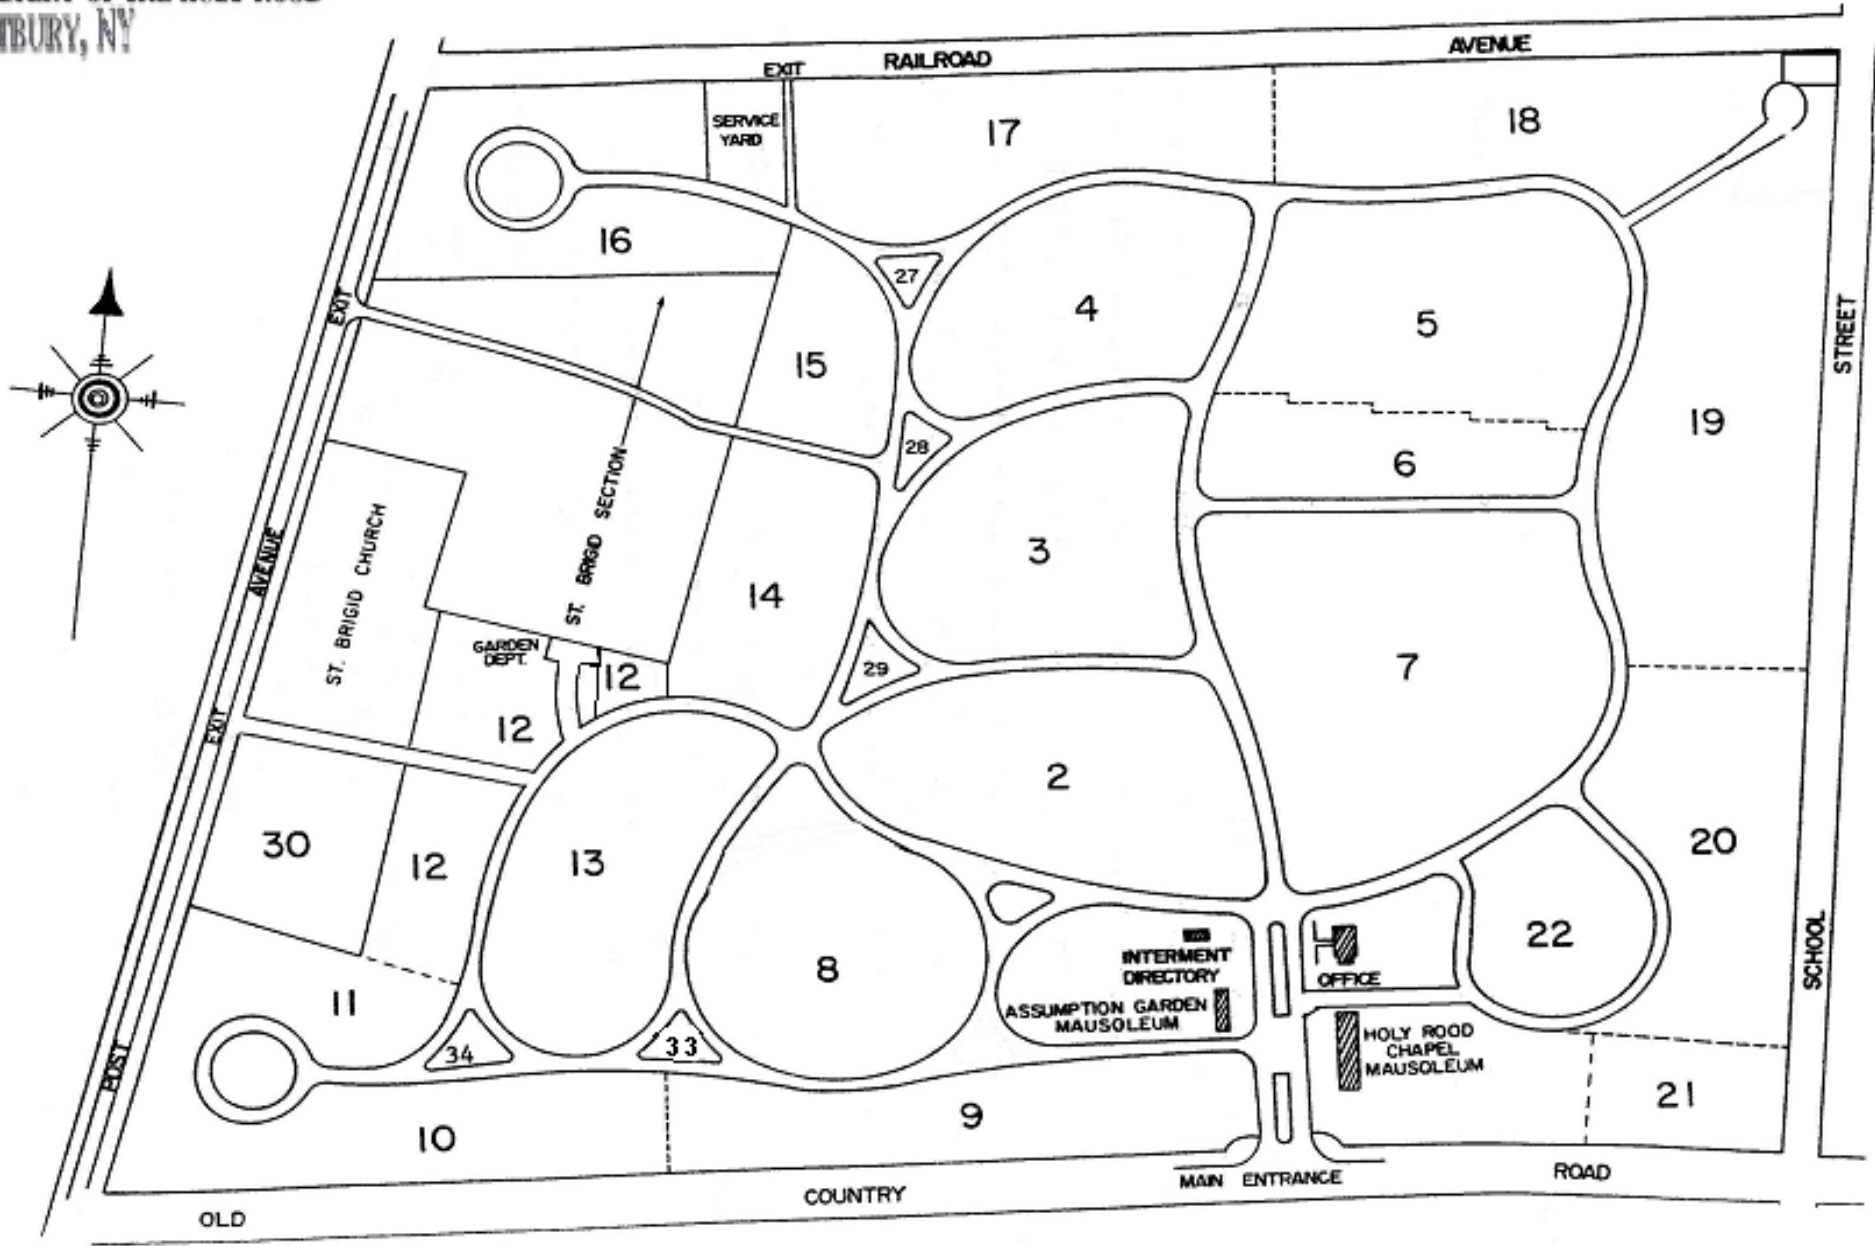 HOLY ROOD
RAILROAD
AVENUE
EXIT
SERVICE
YARD
17
18
16
27
4
5
EXIT
15
STREET
28
19
6
ST. BRIGID SECTION
ST. BRIGID CHURCH
AVENUE
3
14
GARDEN
DEPT.
12
29
7
12
EXIT
2
30
12
13
20
8
22
INTERMENT
DIRECTORY
OFFICE
SCHOOL
ASSUMPTION GARDEN
MAUSOLEUM
11
34
33
HOLY ROOD
CHAPEL
MAUSOLEUM
POST
21
10
9
MAIN ENTRANCE
ROAD
COUNTRY
OLD